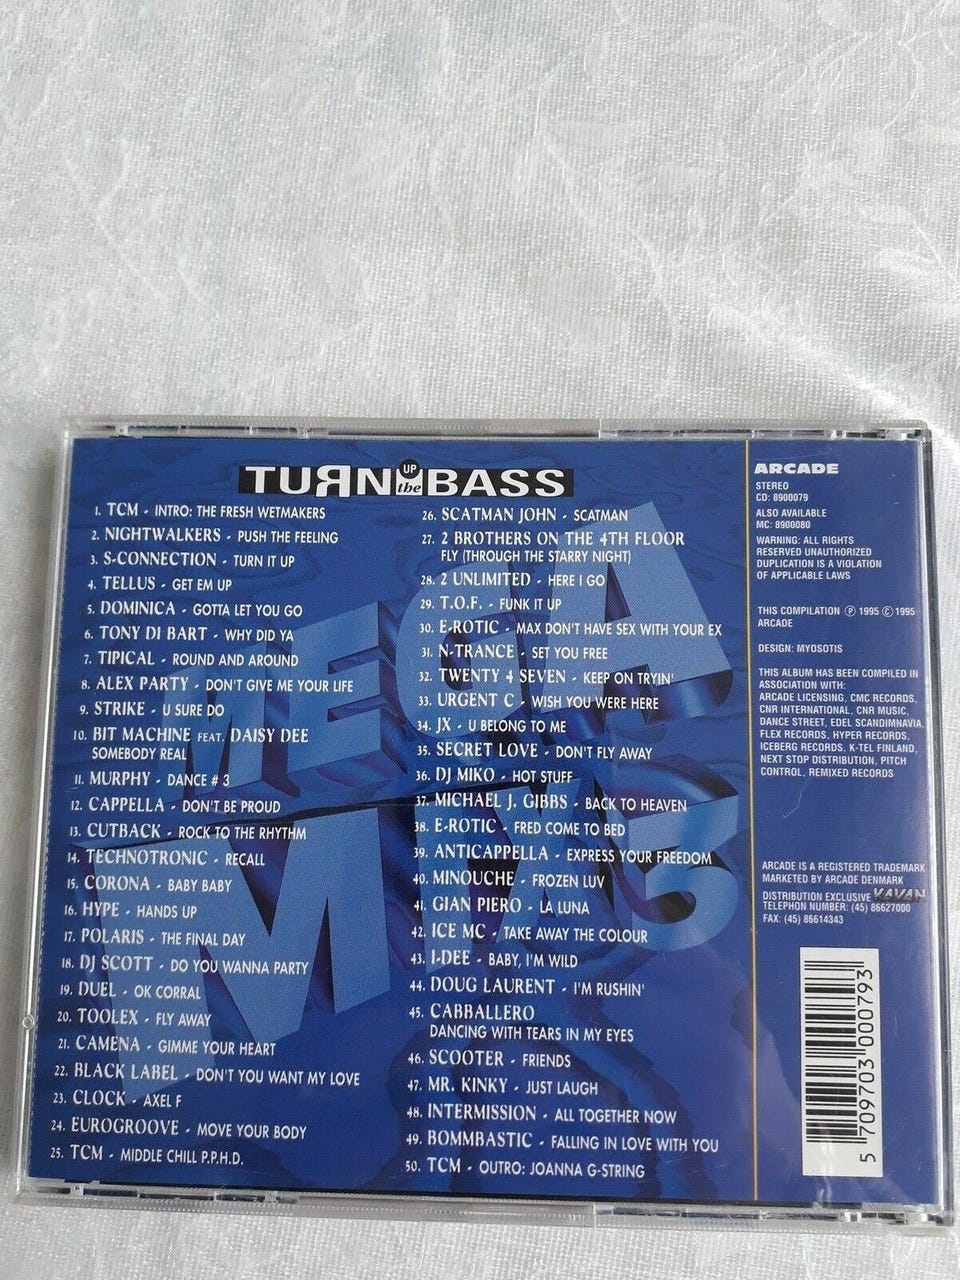 TURN UP the BASS
MEGA
MIX 3
1. TCM - INTRO: THE FRESH WETMAKERS
2. NIGHTWALKERS - PUSH THE FEELING
3. S-CONNECTION - TURN IT UP
4. TELLUS - GET EM UP
5. DOMINICA - GOTTA LET YOU GO
6. TONY DI BART - WHY DID YA
7. TIPICAL - ROUND AND AROUND
8. ALEX PARTY - DON'T GIVE ME YOUR LIFE
9. STRIKE - U SURE DO
10. BIT MACHINE FEAT. DAISY DEE
SOMEBODY REAL
11. MURPHY - DANCE # 3
12. CAPPELLA - DON'T BE PROUD
13. CUTBACK - ROCK TO THE RHYTHM
14. TECHNOTRONIC - RECALL
15. CORONA - BABY BABY
16. HYPE - HANDS UP
17. POLARIS - THE FINAL DAY
18. DJ SCOTT - DO YOU WANNA PARTY
19. DUEL - OK CORRAL
20. TOOLEX - FLY AWAY
21. CAMENA - GIMME YOUR HEART
22. BLACK LABEL - DON'T YOU WANT MY LOVE
23. CLOCK - AXEL F
24. EUROGROOVE - MOVE YOUR BODY
25. TCM - MIDDLE CHILL P.P.H.D.
26. SCATMAN JOHN - SCATMAN
27. 2 BROTHERS ON THE 4TH FLOOR
FLY (THROUGH THE STARRY NIGHT)
28. 2 UNLIMITED - HERE I GO
29. T.O.F. - FUNK IT UP
30. E-ROTIC - MAX DON'T HAVE SEX WITH YOUR EX
31. N-TRANCE - SET YOU FREE
32. TWENTY 4 SEVEN - KEEP ON TRYIN'
33. URGENT C - WISH YOU WERE HERE
34. JX - U BELONG TO ME
35. SECRET LOVE - DON'T FLY AWAY
36. DJ MIKO - HOT STUFF
37. MICHAEL J. GIBBS - BACK TO HEAVEN
38. E-ROTIC - FRED COME TO BED
39. ANTICAPPELLA - EXPRESS YOUR FREEDOM
40. MINOUCHE - FROZEN LUV
41. GIAN PIERO - LA LUNA
42. ICE MC - TAKE AWAY THE COLOUR
43. I-DEE - BABY, I'M WILD
44. DOUG LAURENT - I'M RUSHIN'
45. CABBALLERO
DANCING WITH TEARS IN MY EYES
46. SCOOTER - FRIENDS
47. MR. KINKY - JUST LAUGH
48. INTERMISSION - ALL TOGETHER NOW
49. BOMMBASTIC - FALLING IN LOVE WITH YOU
50. TCM - OUTRO: JOANNA G-STRING
ARCADE
STEREO
CD: 8900079
ALSO AVAILABLE
MC: 8900080
WARNING: ALL RIGHTS
RESERVED UNAUTHORIZED
DUPLICATION IS A VIOLATION
OF APPLICABLE LAWS
THIS COMPILATION ℗ 1995 © 1995
ARCADE
DESIGN: MYOSOTIS
THIS ALBUM HAS BEEN COMPILED IN
ASSOCIATION WITH:
ARCADE LICENSING, CMC RECORDS,
CNR INTERNATIONAL, CNR MUSIC,
DANCE STREET, EDEL SCANDIMNAVIA,
FLEX RECORDS, HYPER RECORDS,
ICEBERG RECORDS, K-TEL FINLAND,
NEXT STOP DISTRIBUTION, PITCH
CONTROL, REMIXED RECORDS
ARCADE IS A REGISTERED TRADEMARK
MARKETED BY ARCADE DENMARK
DISTRIBUTION EXCLUSIVE KAVAN
TELEPHON NUMBER: (45) 86627000
FAX: (45) 86614343
5 709703 000793